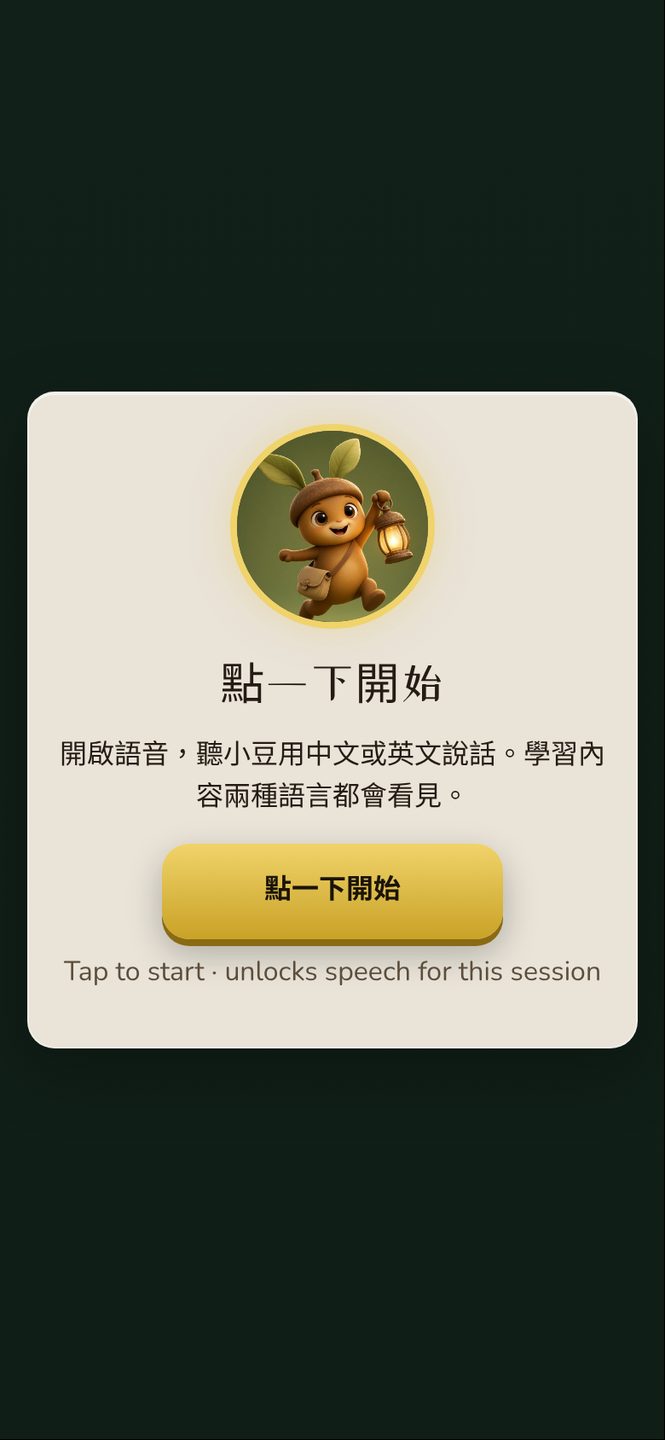 點一下開始
開啟語音，聽小豆用中文或英文說話。學習內
容兩種語言都會看見。
點一下開始
Tap to start · unlocks speech for this session